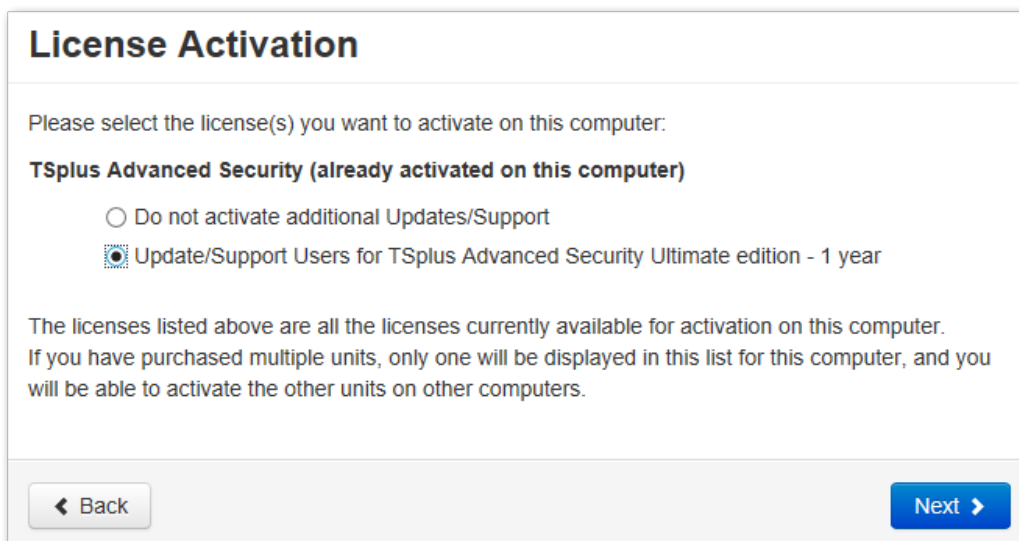 License Activation
Please select the license(s) you want to activate on this computer:
TSplus Advanced Security (already activated on this computer)
Do not activate additional Updates/Support
Update/Support Users for TSplus Advanced Security Ultimate edition - 1 year
The licenses listed above are all the licenses currently available for activation on this computer.
If you have purchased multiple units, only one will be displayed in this list for this computer, and you
will be able to activate the other units on other computers.
Back
Next